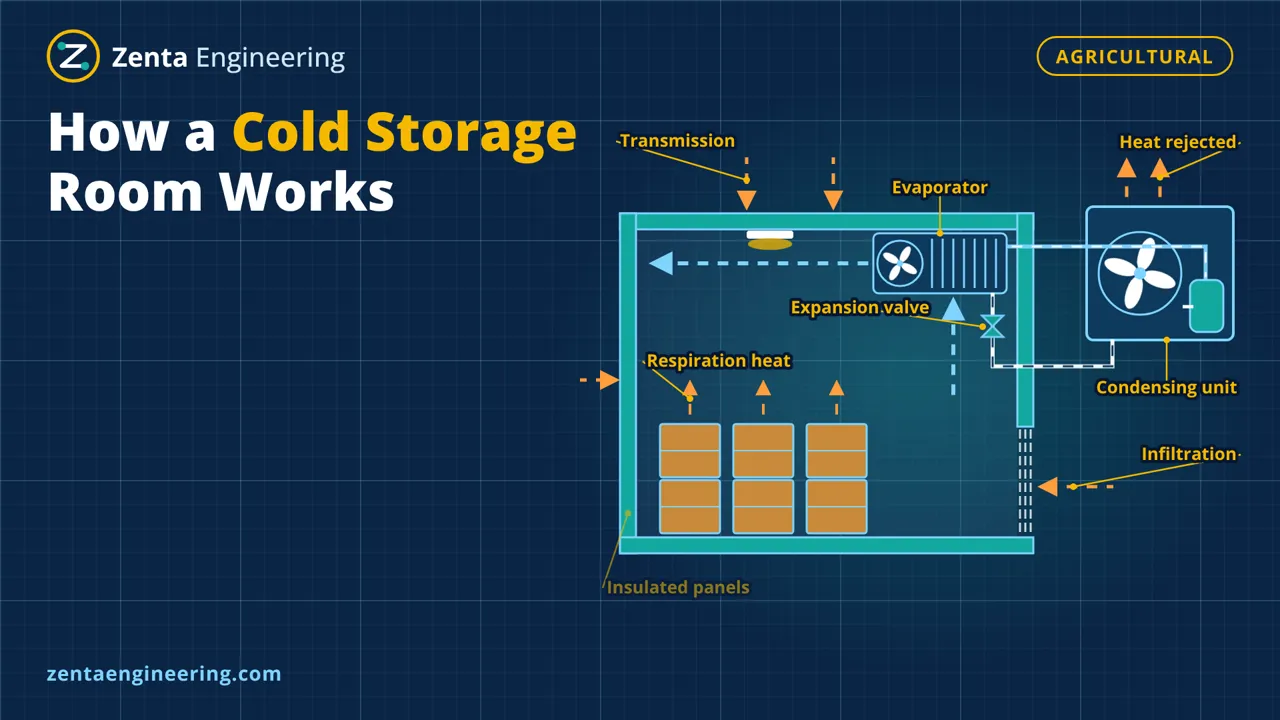 Zenta Engineering
AGRICULTURAL
How a Cold Storage
Room Works
Transmission
Heat rejected
Evaporator
Expansion valve
Respiration heat
Condensing unit
Infiltration
Insulated panels
zentaengineering.com